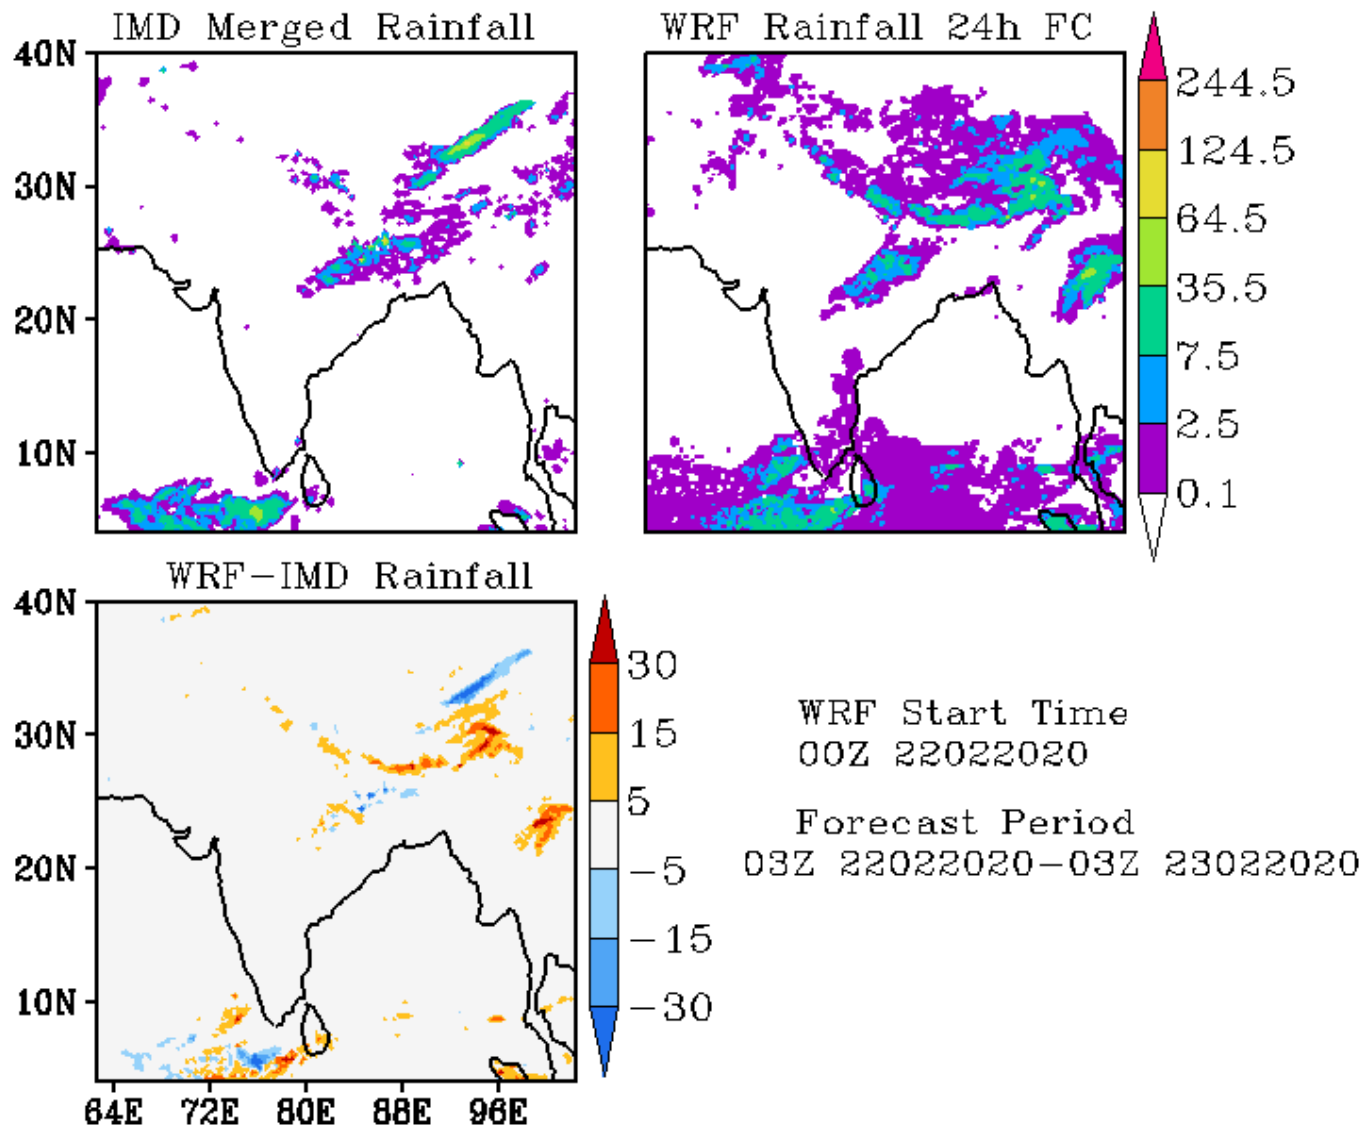 IMD Merged Rainfall
WRF Rainfall 24h FC
40N
30N
20N
10N
244.5
124.5
64.5
35.5
7.5
2.5
0.1
WRF-IMD Rainfall
40N
30N
20N
10N
64E 72E 80E 88E 96E
30
15
5
-5
-15
-30
WRF Start Time
00Z 22022020
Forecast Period
03Z 22022020-03Z 23022020